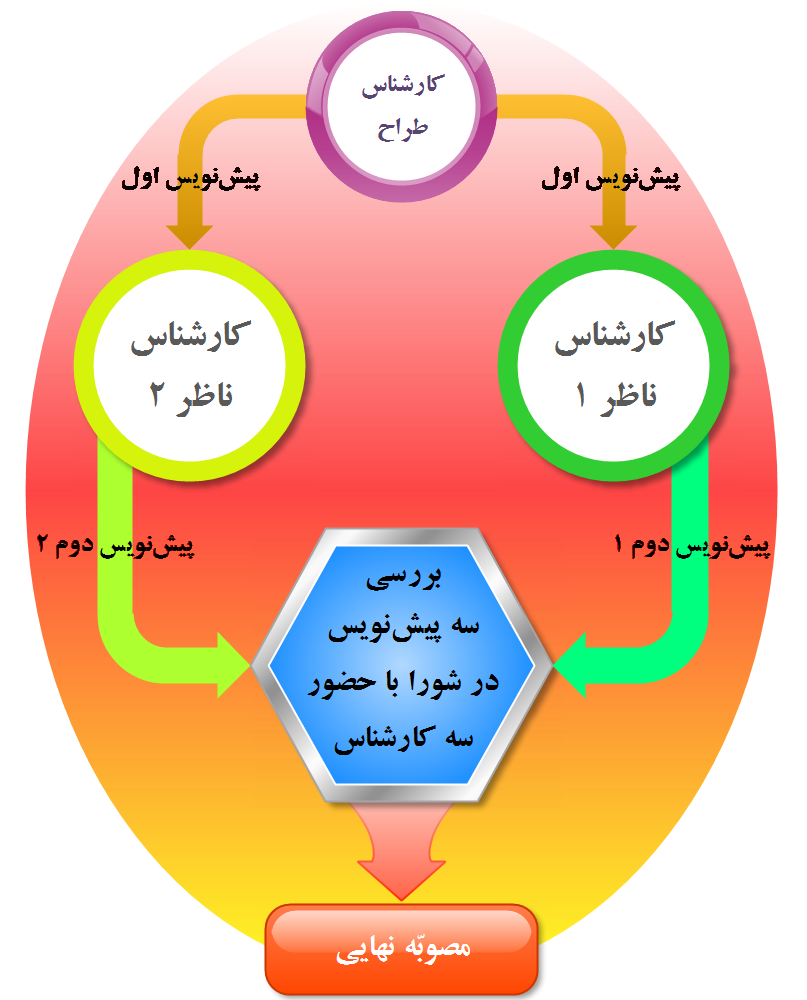 کارشناس
طراح
پیش‌نویس اول
پیش‌نویس اول
کارشناس
ناظر ۱
کارشناس
ناظر ۲
پیش‌نویس دوم ۱
پیش‌نویس دوم ۲
بررسی
سه پیش‌نویس
در شورا با حضور
سه کارشناس
مصوبّه نهایی